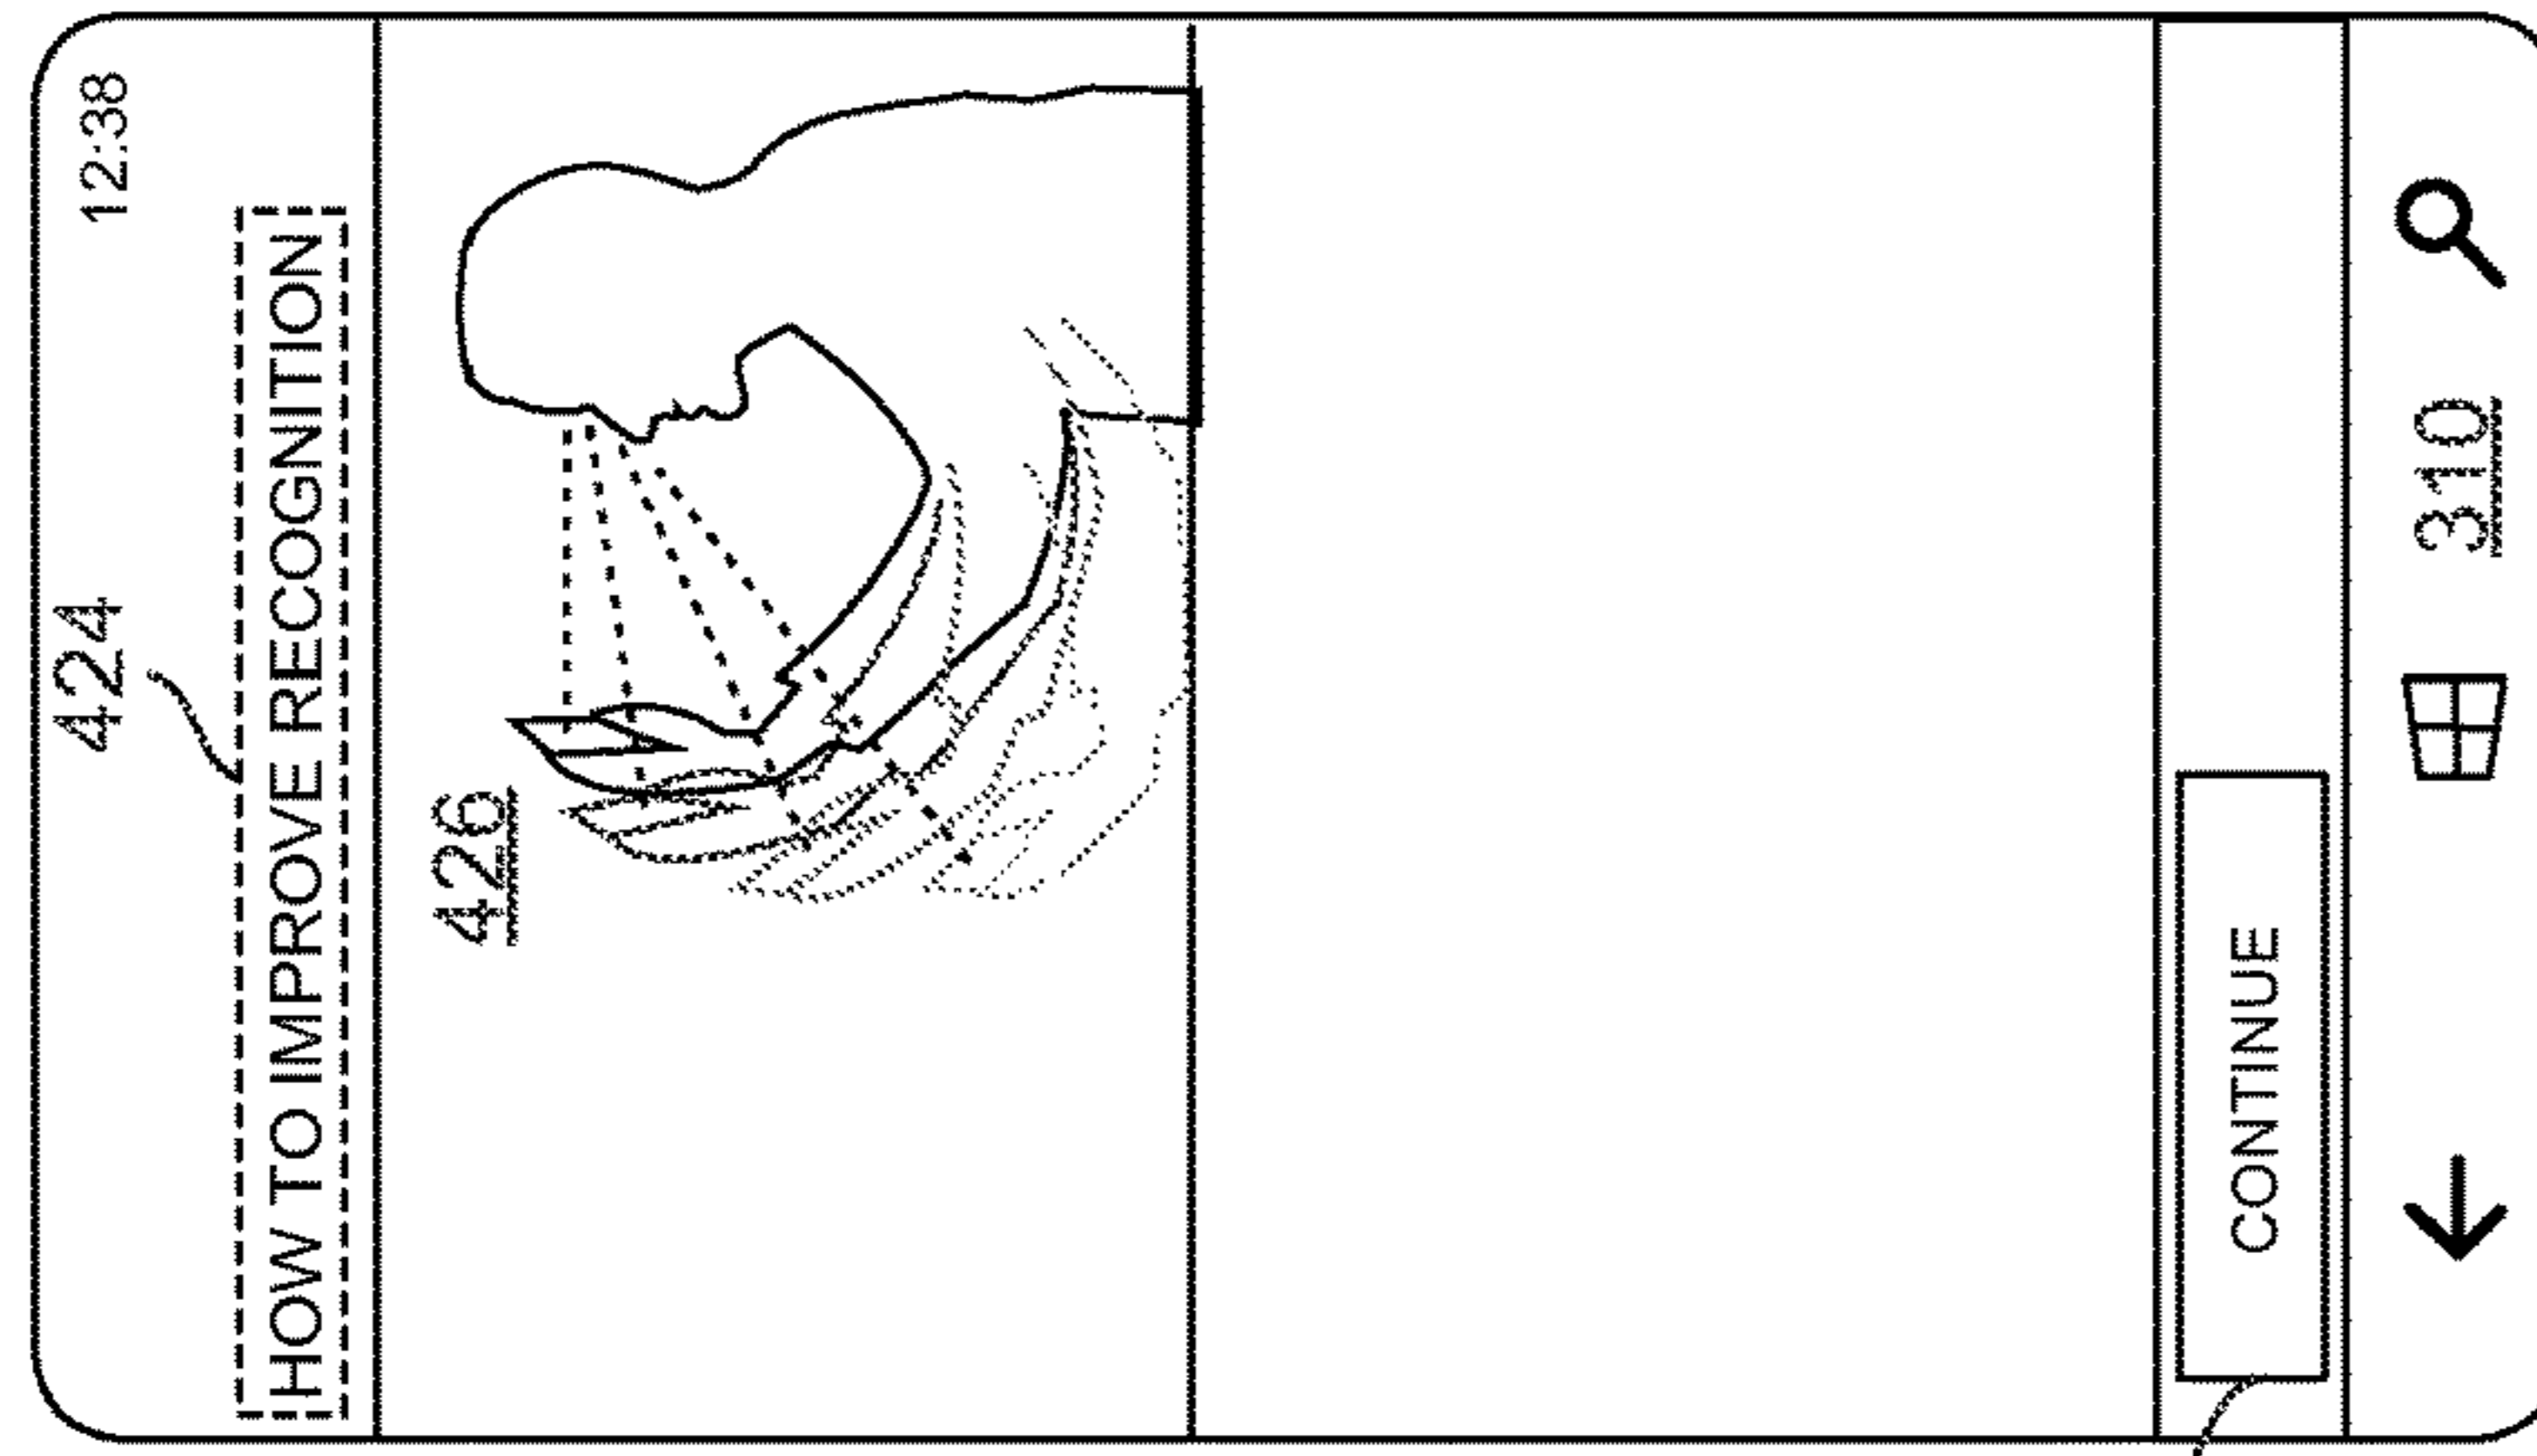 424
12:38
HOW TO IMPROVE RECOGNITION
426
CONTINUE
310